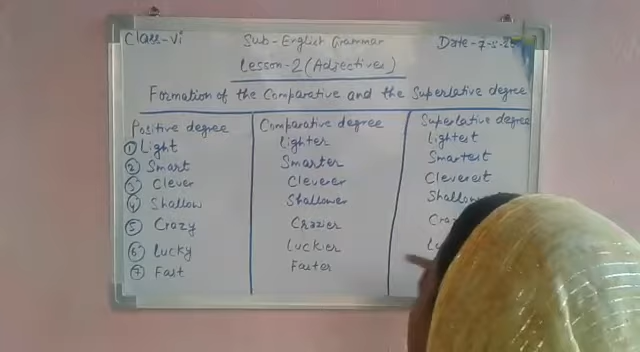 Class-vi Sub-English Grammar Date-7-5-
Lesson-2 (Adjectives)
Formation of the Comparative and the Superlative degree
Positive degree Comparative degree Superlative degree
① Light Lighter Lightest
② Smart Smarter Smartest
③ Clever Cleverer Cleverest
④ Shallow Shallower Shallow
⑤ Crazy Crazier Cra
⑥ Lucky Luckier Lu
⑦ Fast Faster